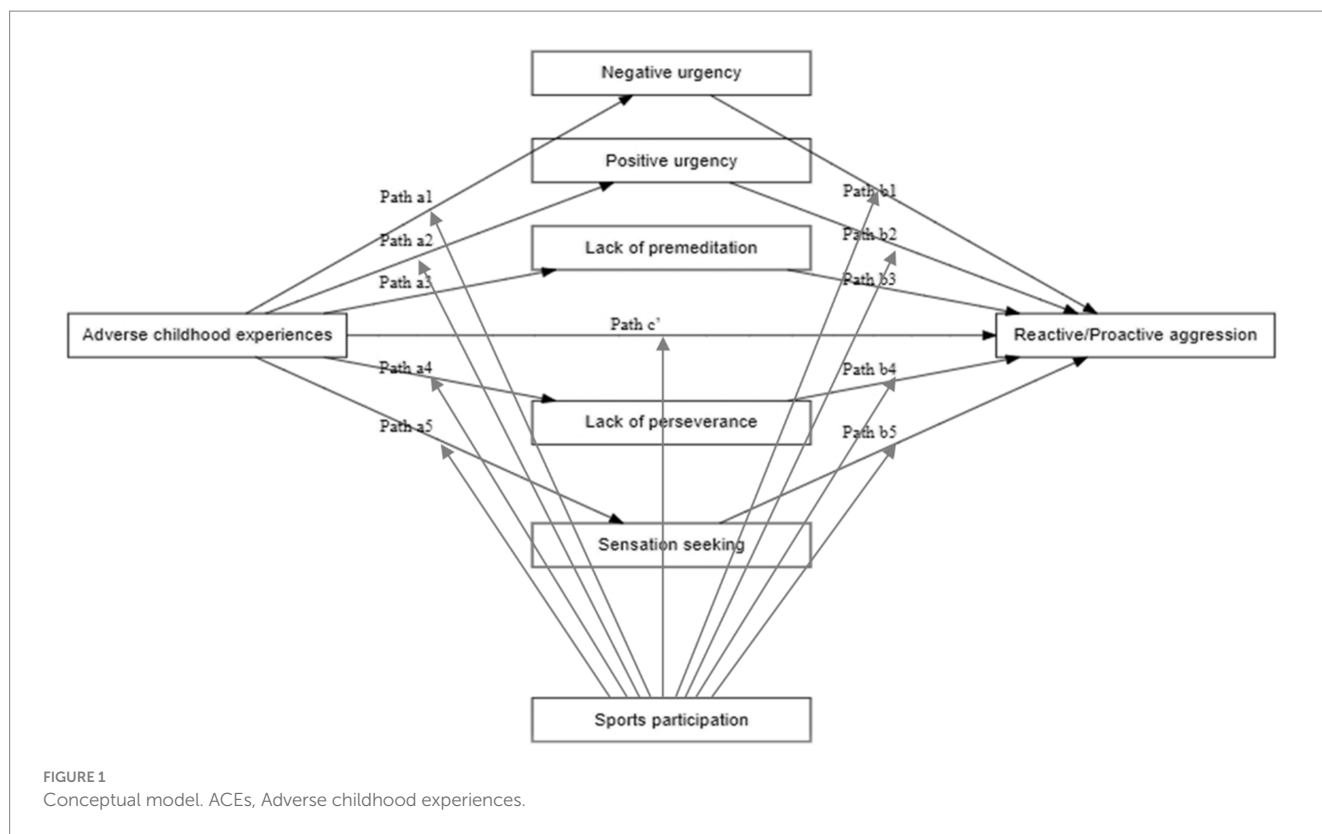 Negative urgency
Positive urgency
Path a1
Path b1
Path a2
Path b2
Lack of premeditation
Path a3
Path b3
Path c'
Adverse childhood experiences
Reactive/Proactive aggression
Path a4
Path b4
Lack of perseverance
Path a5
Path b5
Sensation seeking
Sports participation
FIGURE 1
Conceptual model. ACEs, Adverse childhood experiences.